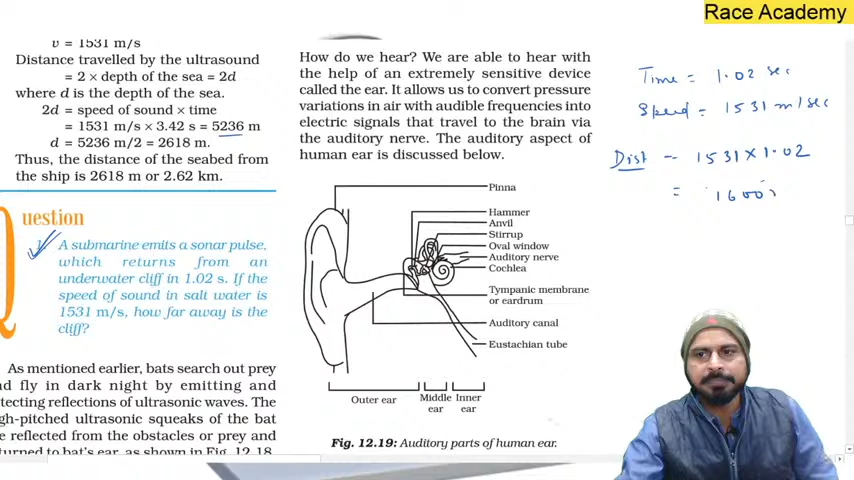 Race Academy
v = 1531 m/s
Distance travelled by the ultrasound
= 2 × depth of the sea = 2d
where d is the depth of the sea.
2d = speed of sound × time
= 1531 m/s × 3.42 s = 5236 m
d = 5236 m/2 = 2618 m.
Thus, the distance of the seabed from
the ship is 2618 m or 2.62 km.
uestion
1. A submarine emits a sonar pulse,
which returns from an
underwater cliff in 1.02 s. If the
speed of sound in salt water is
1531 m/s, how far away is the
cliff?
As mentioned earlier, bats search out prey
nd fly in dark night by emitting and
tecting reflections of ultrasonic waves. The
gh-pitched ultrasonic squeaks of the bat
e reflected from the obstacles or prey and
turned to bat's ear, as shown in Fig. 12.18.
How do we hear? We are able to hear with
the help of an extremely sensitive device
called the ear. It allows us to convert pressure
variations in air with audible frequencies into
electric signals that travel to the brain via
the auditory nerve. The auditory aspect of
human ear is discussed below.
Pinna
Hammer
Anvil
Stirrup
Oval window
Auditory nerve
Cochlea
Tympanic membrane
or eardrum
Auditory canal
Eustachian tube
Outer ear
Middle
ear
Inner
ear
Fig. 12.19: Auditory parts of human ear.
Time = 1.02 sec
Speed = 1531 m/sec
Dist - 1531 × 1.02
=